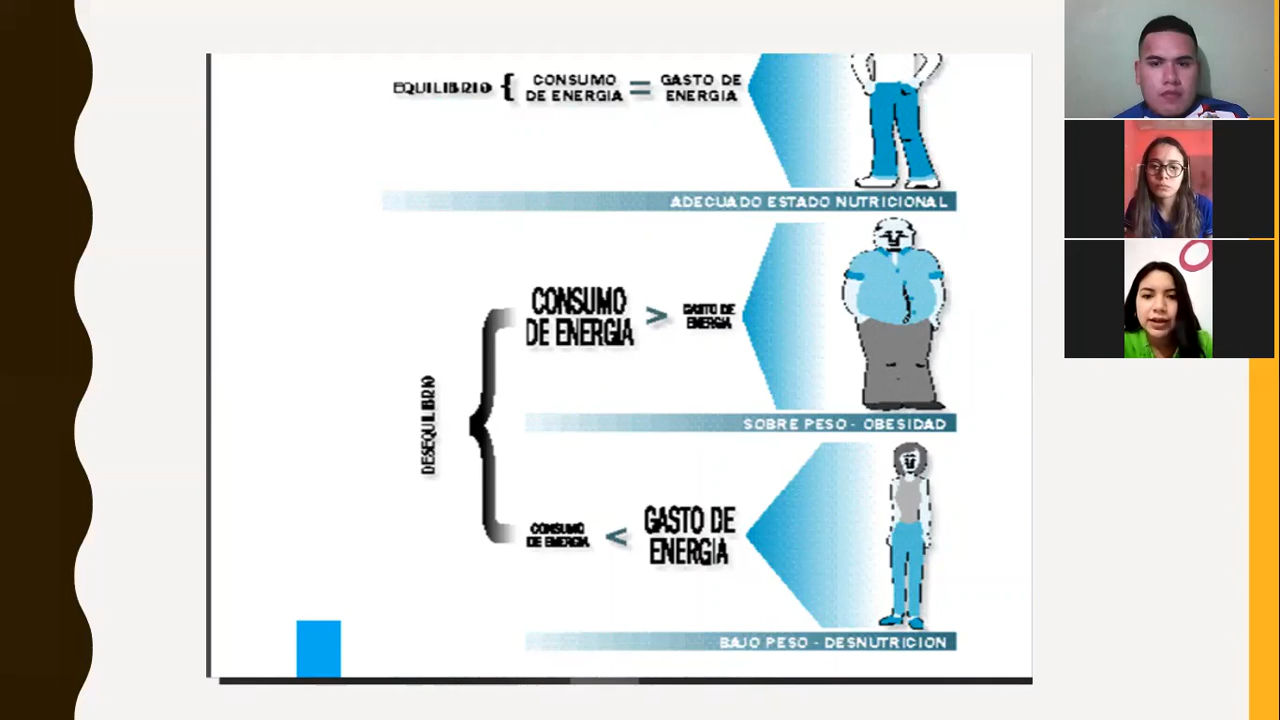 EQUILIBRIO { CONSUMO DE ENERGIA = GASTO DE ENERGIA
ADECUADO ESTADO NUTRICIONAL
DESEQUILIBRIO
CONSUMO DE ENERGIA > GASTO DE ENERGIA
SOBRE PESO - OBESIDAD
CONSUMO DE ENERGIA < GASTO DE ENERGIA
BAJO PESO - DESNUTRICION